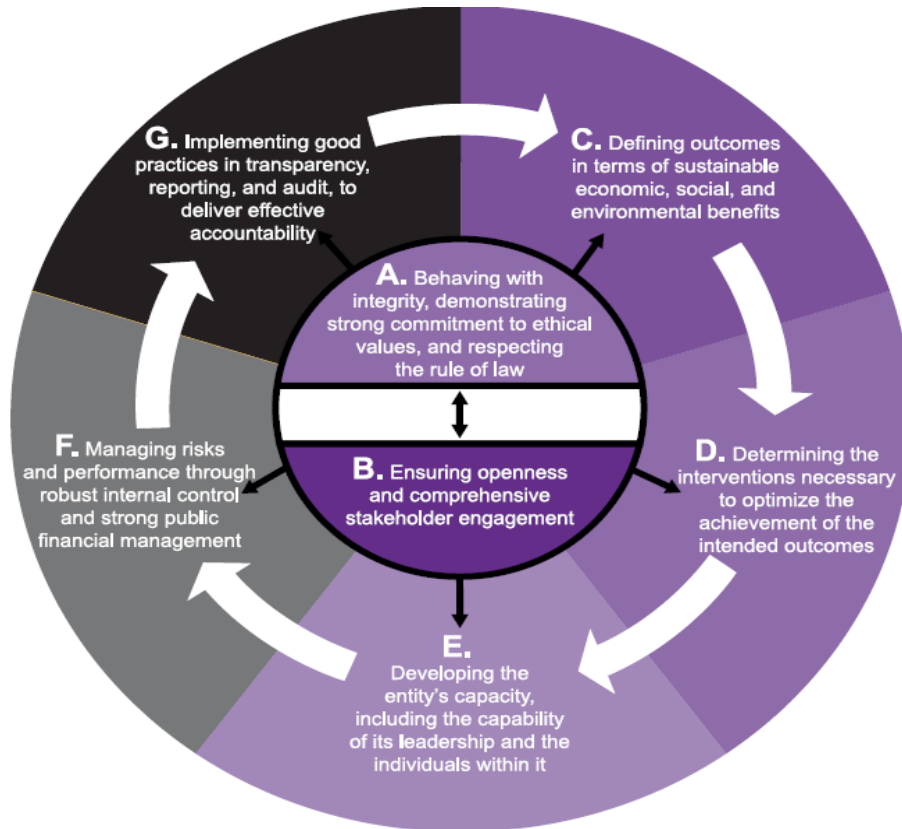 G. Implementing good
practices in transparency,
reporting, and audit, to
deliver effective
accountability
C. Defining outcomes
in terms of sustainable
economic, social, and
environmental benefits
A. Behaving with
integrity, demonstrating
strong commitment to ethical
values, and respecting
the rule of law
B. Ensuring openness
and comprehensive
stakeholder engagement
D. Determining the
interventions necessary
to optimize the
achievement of the
intended outcomes
E.
Developing the
entity's capacity,
including the capability
of its leadership and the
individuals within it
F. Managing risks
and performance through
robust internal control
and strong public
financial management